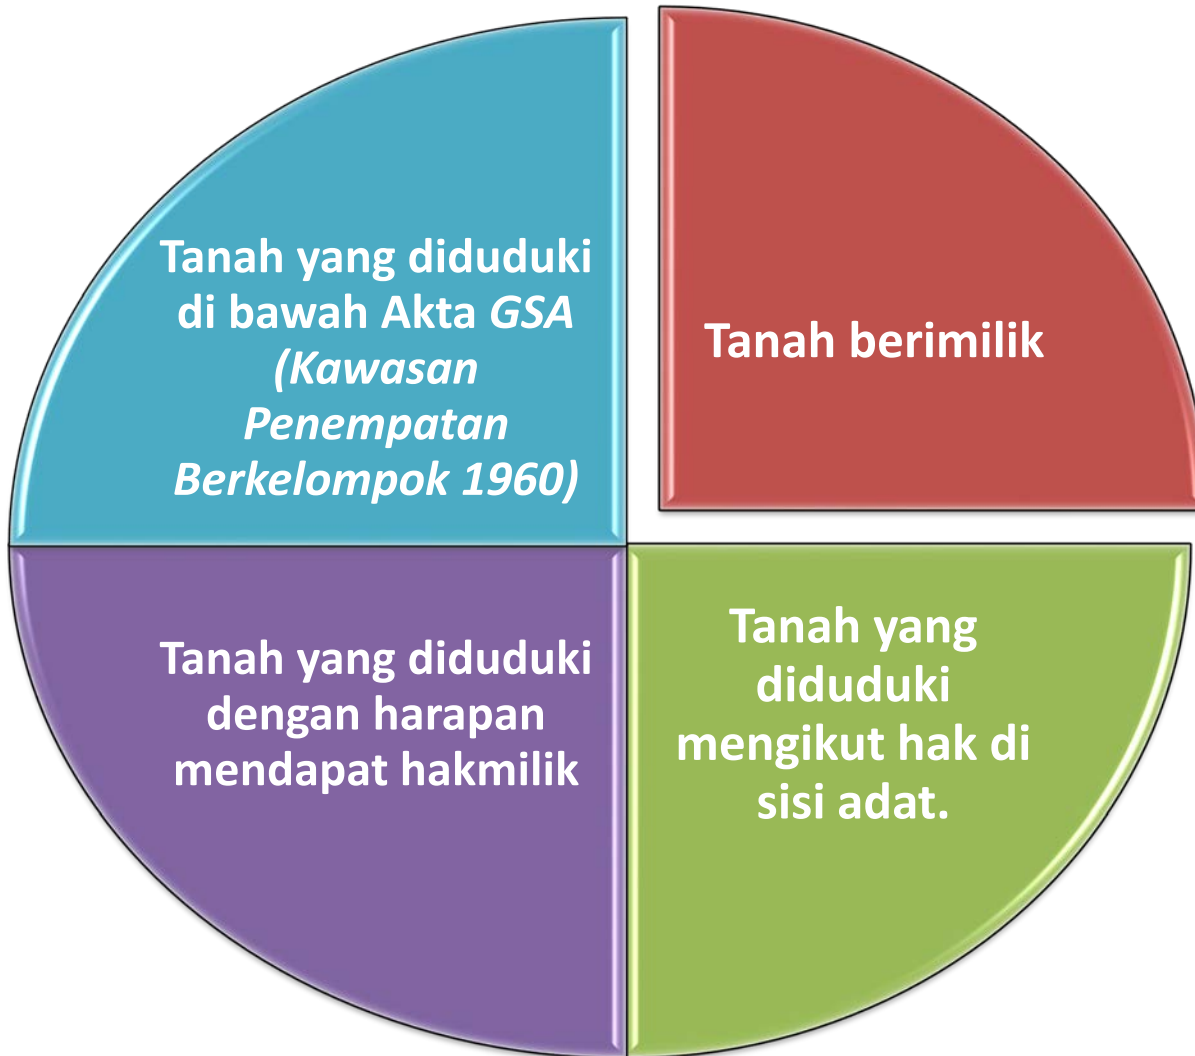 Tanah yang diduduki
di bawah Akta GSA
(Kawasan
Penempatan
Berkelompok 1960)
Tanah berimilik
Tanah yang diduduki
dengan harapan
mendapat hakmilik
Tanah yang
diduduki
mengikut hak di
sisi adat.